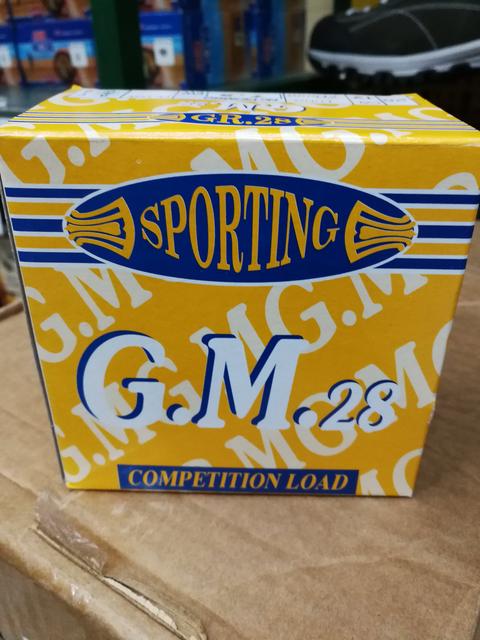 GR.28
SPORTING
G.M.28
COMPETITION LOAD